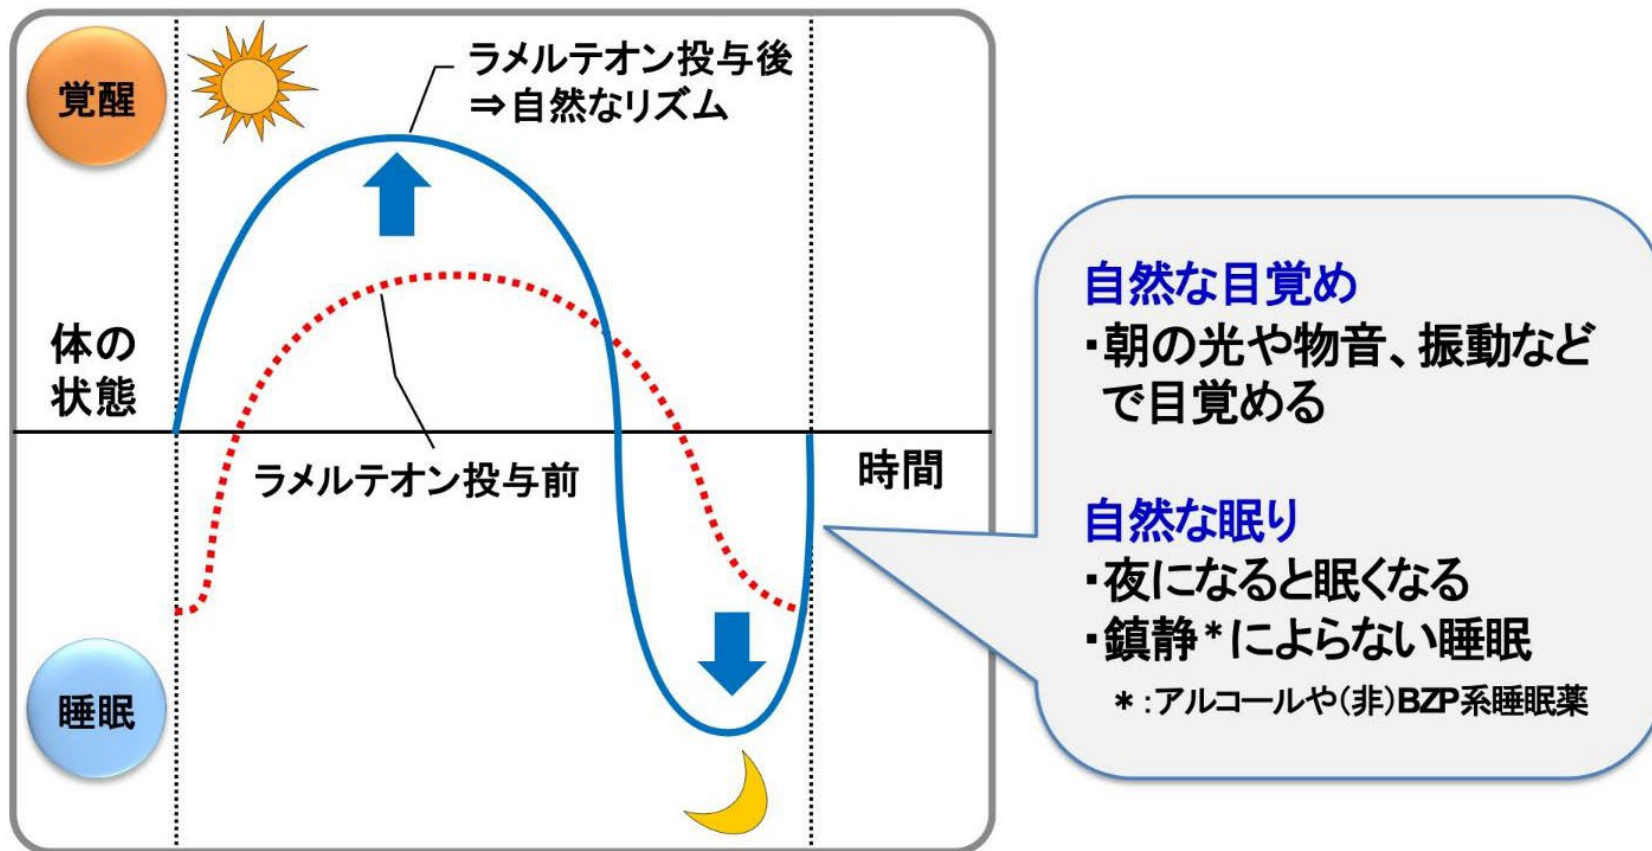 覚醒
ラメルテオン投与後
⇒自然なリズム
体の
状態
ラメルテオン投与前
時間
睡眠
自然な目覚め
・朝の光や物音、振動など
で目覚める
自然な眠り
・夜になると眠くなる
・鎮静*によらない睡眠
*:アルコールや(非)BZP系睡眠薬